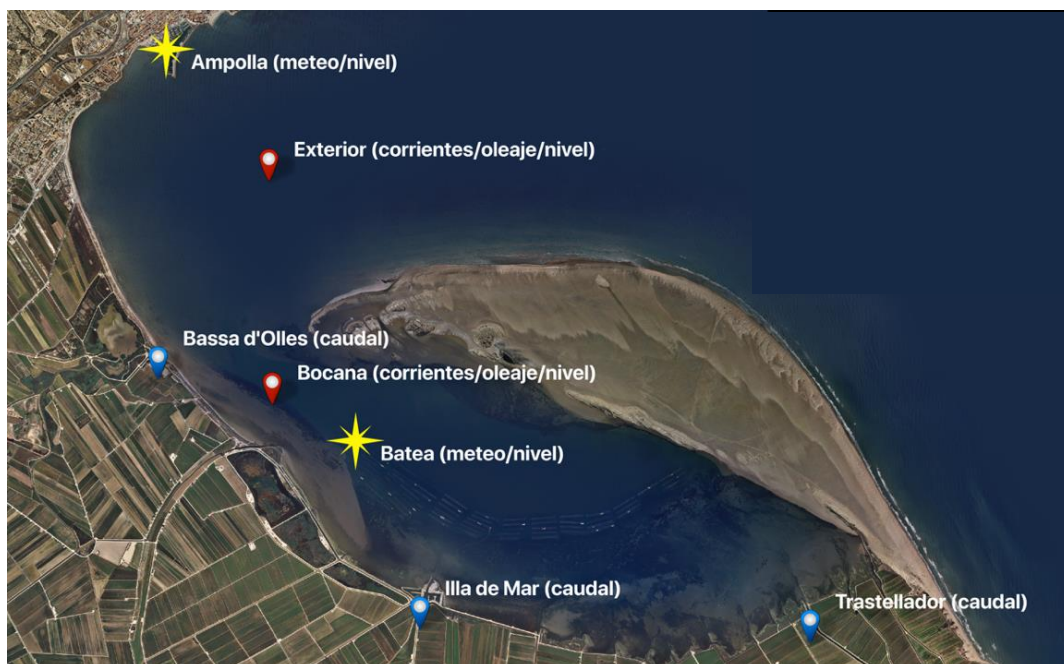 Ampolla (meteo/nivel)
Exterior (corrientes/oleaje/nivel)
Bassa d'Olles (caudal)
Bocana (corrientes/oleaje/nivel)
Batea (meteo/nivel)
Illa de Mar (caudal)
Trastellador (caudal)